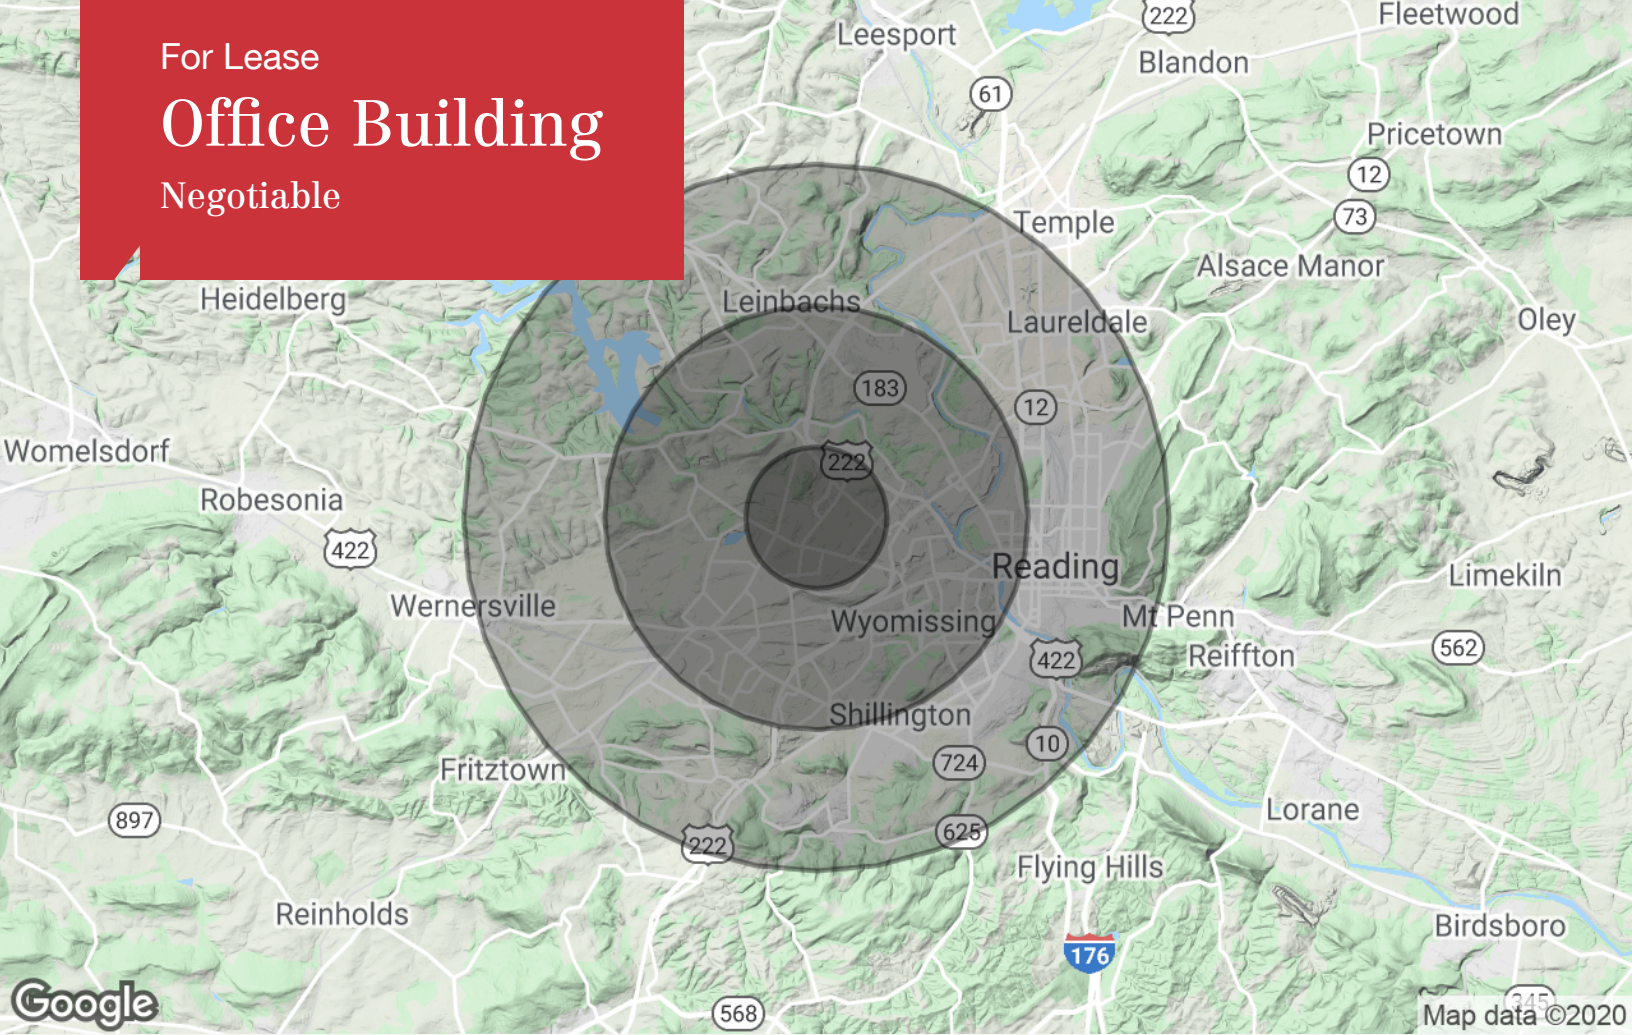 For Lease
Office Building
Negotiable
Leesport
222
Fleetwood
Blandon
61
Pricetown
12
73
Temple
Alsace Manor
Heidelberg
Leinbachs
Laureldale
Oley
183
12
Womelsdorf
222
Robesonia
422
Reading
Limekiln
Wernersville
Wyomissing
Mt Penn
422
Reiffton
562
Shillington
10
724
Fritztown
897
222
625
Lorane
Flying Hills
Reinholds
Birdsboro
176
Google
568
345
Map data ©2020